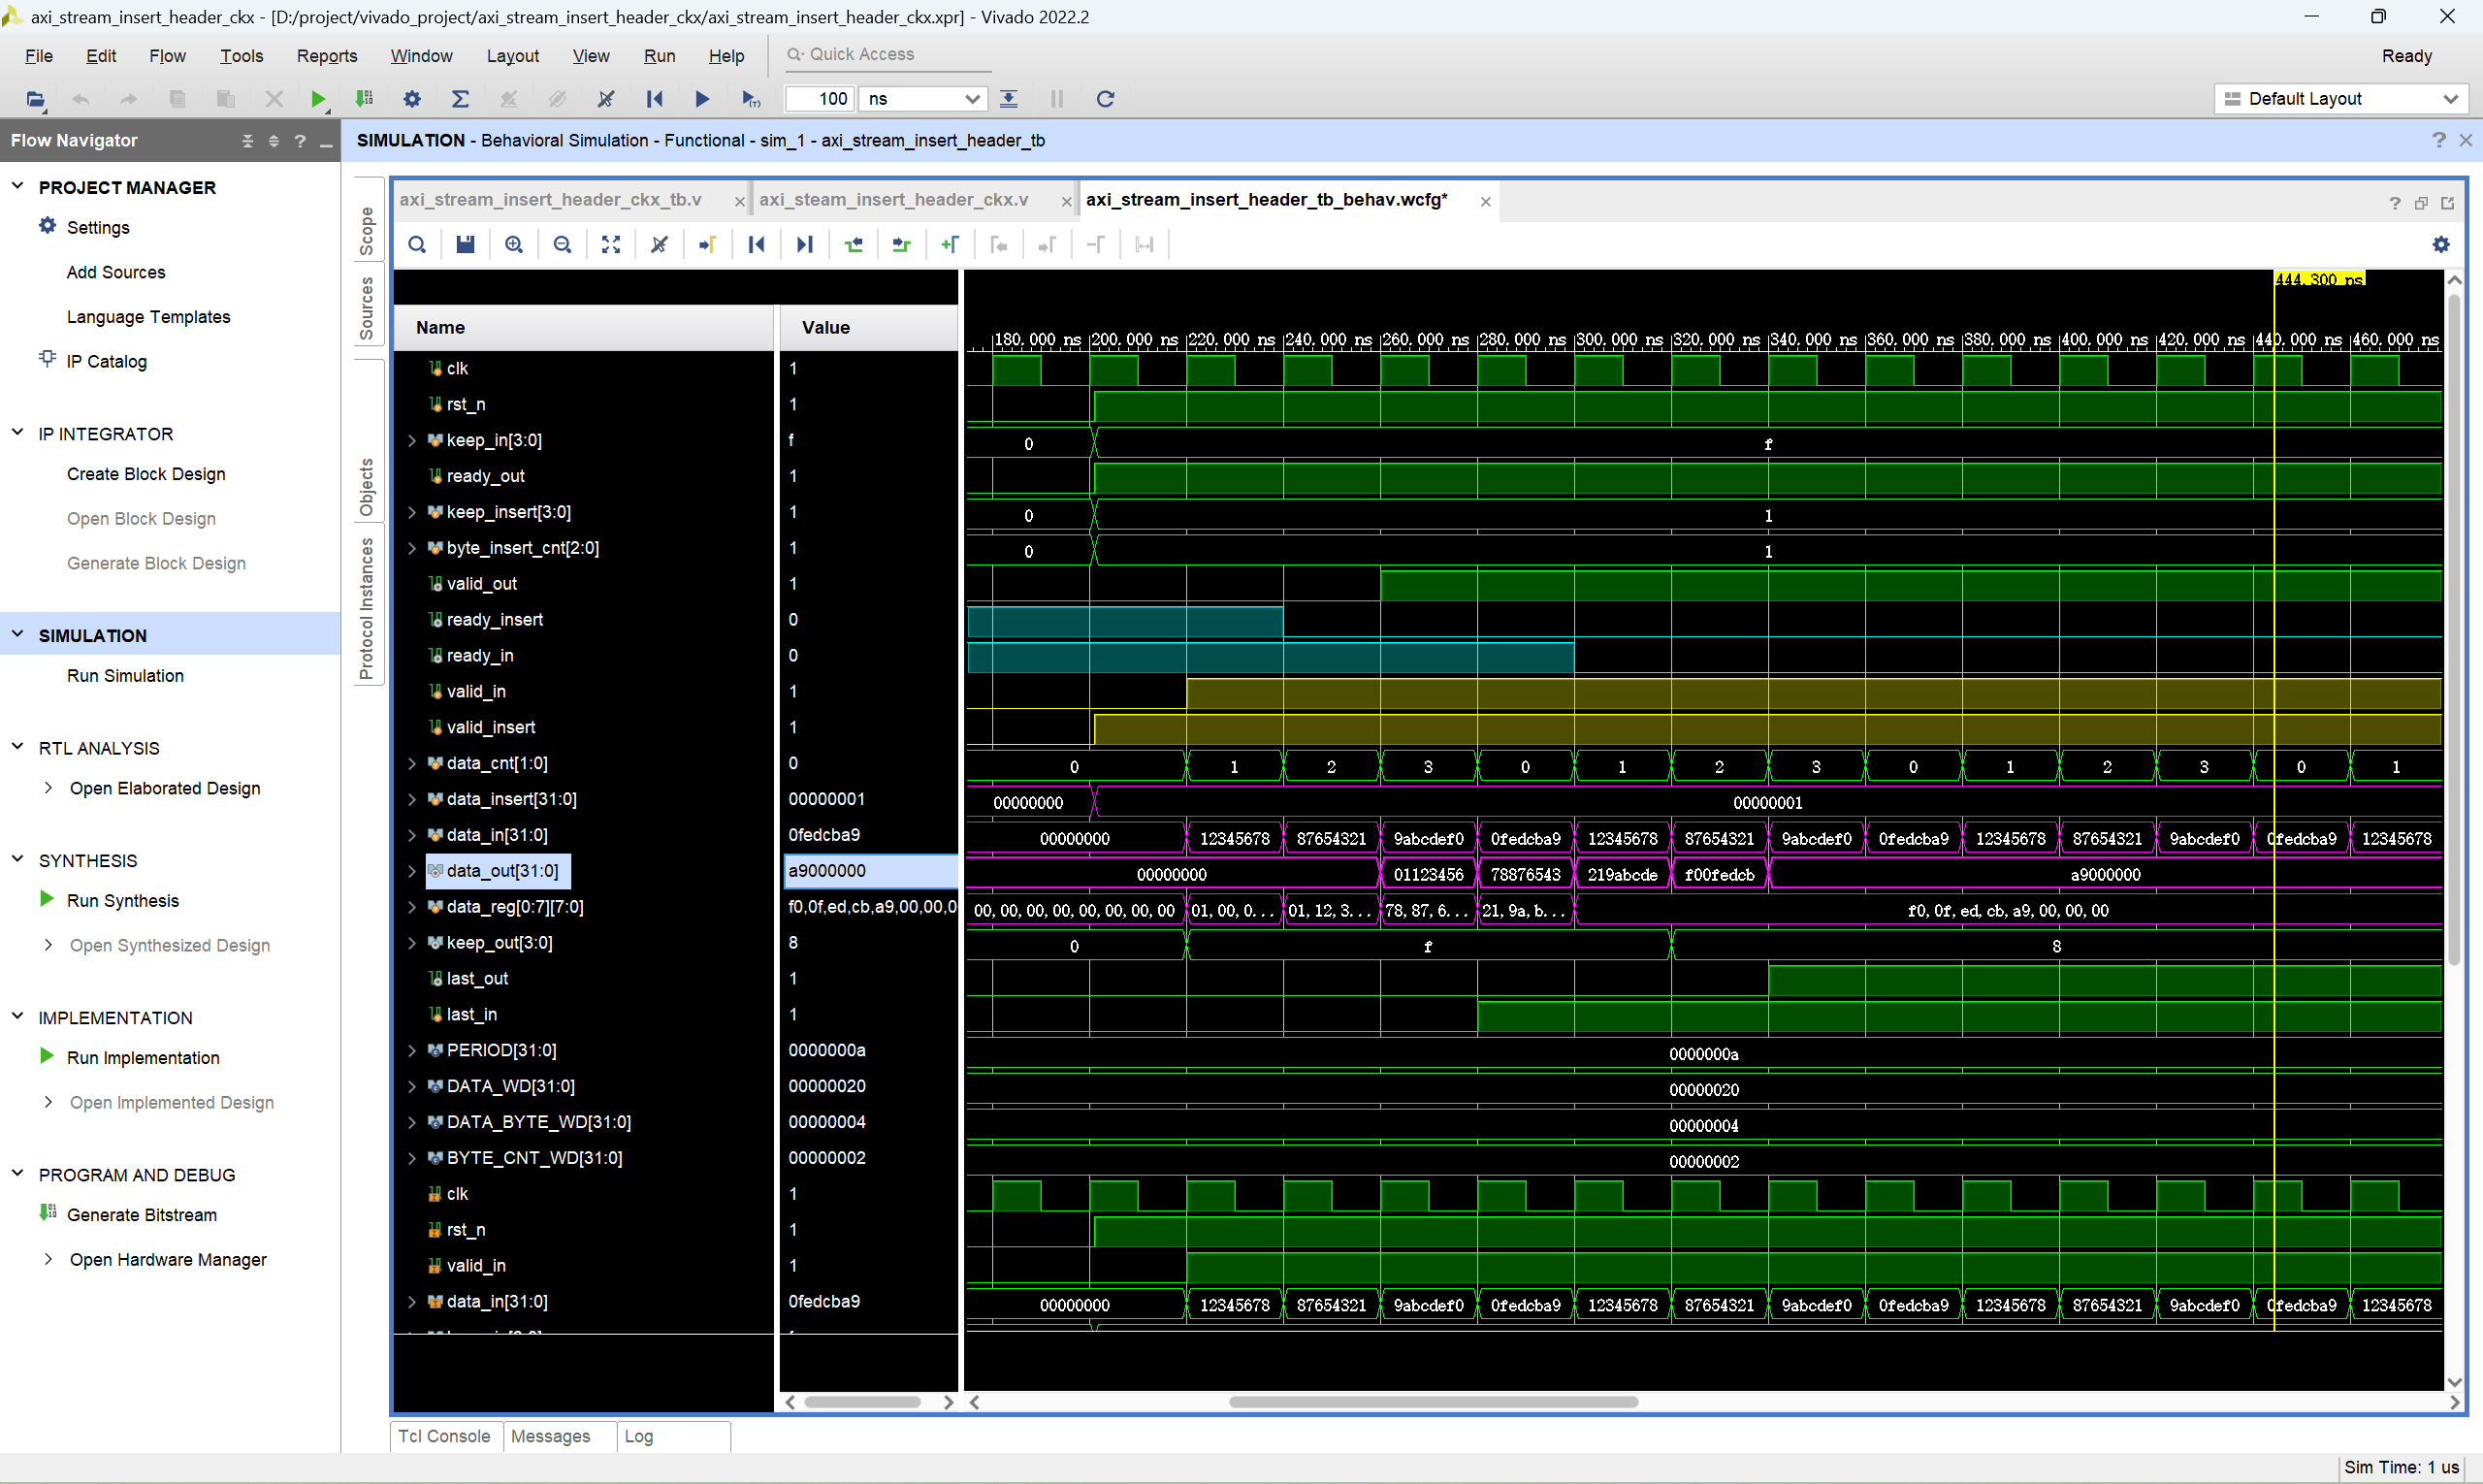 axi_stream_insert_header_ckx - [D:/project/vivado_project/axi_stream_insert_header_ckx/axi_stream_insert_header_ckx.xpr] - Vivado 2022.2
File Edit Flow Tools Reports Window Layout View Run Help Quick Access Ready
100 ns Default Layout
Flow Navigator
SIMULATION - Behavioral Simulation - Functional - sim_1 - axi_stream_insert_header_tb
PROJECT MANAGER
Settings
Add Sources
Language Templates
IP Catalog
IP INTEGRATOR
Create Block Design
Open Block Design
Generate Block Design
SIMULATION
Run Simulation
RTL ANALYSIS
Open Elaborated Design
SYNTHESIS
Run Synthesis
Open Synthesized Design
IMPLEMENTATION
Run Implementation
Open Implemented Design
PROGRAM AND DEBUG
Generate Bitstream
Open Hardware Manager
Scope
Sources
Objects
Protocol Instances
axi_stream_insert_header_ckx_tb.v axi_steam_insert_header_ckx.v axi_stream_insert_header_tb_behav.wcfg*
444.300 ns
Name Value
180.000 ns 200.000 ns 220.000 ns 240.000 ns 260.000 ns 280.000 ns 300.000 ns 320.000 ns 340.000 ns 360.000 ns 380.000 ns 400.000 ns 420.000 ns 440.000 ns 460.000 ns
clk 1
rst_n 1
keep_in[3:0] f 0 f
ready_out 1
keep_insert[3:0] 1 0 1
byte_insert_cnt[2:0] 1 0 1
valid_out 1
ready_insert 0
ready_in 0
valid_in 1
valid_insert 1
data_cnt[1:0] 0 0 1 2 3 0 1 2 3 0 1 2 3 0 1
data_insert[31:0] 00000001 00000000 00000001
data_in[31:0] 0fedcba9 00000000 12345678 87654321 9abcdef0 0fedcba9 12345678 87654321 9abcdef0 0fedcba9 12345678 87654321 9abcdef0 0fedcba9 12345678
data_out[31:0] a9000000 00000000 01123456 78876543 219abcde f00fedcb a9000000
data_reg[0:7][7:0] f0,0f,ed,cb,a9,00,00,0 00,00,00,00,00,00,00,00 01,00,0... 01,12,3... 78,87,6... 21,9a,b... f0,0f,ed,cb,a9,00,00,00
keep_out[3:0] 8 0 f 8
last_out 1
last_in 1
PERIOD[31:0] 0000000a 0000000a
DATA_WD[31:0] 00000020 00000020
DATA_BYTE_WD[31:0] 00000004 00000004
BYTE_CNT_WD[31:0] 00000002 00000002
clk 1
rst_n 1
valid_in 1
data_in[31:0] 0fedcba9 00000000 12345678 87654321 9abcdef0 0fedcba9 12345678 87654321 9abcdef0 0fedcba9 12345678 87654321 9abcdef0 0fedcba9 12345678
Tcl Console Messages Log
Sim Time: 1 us